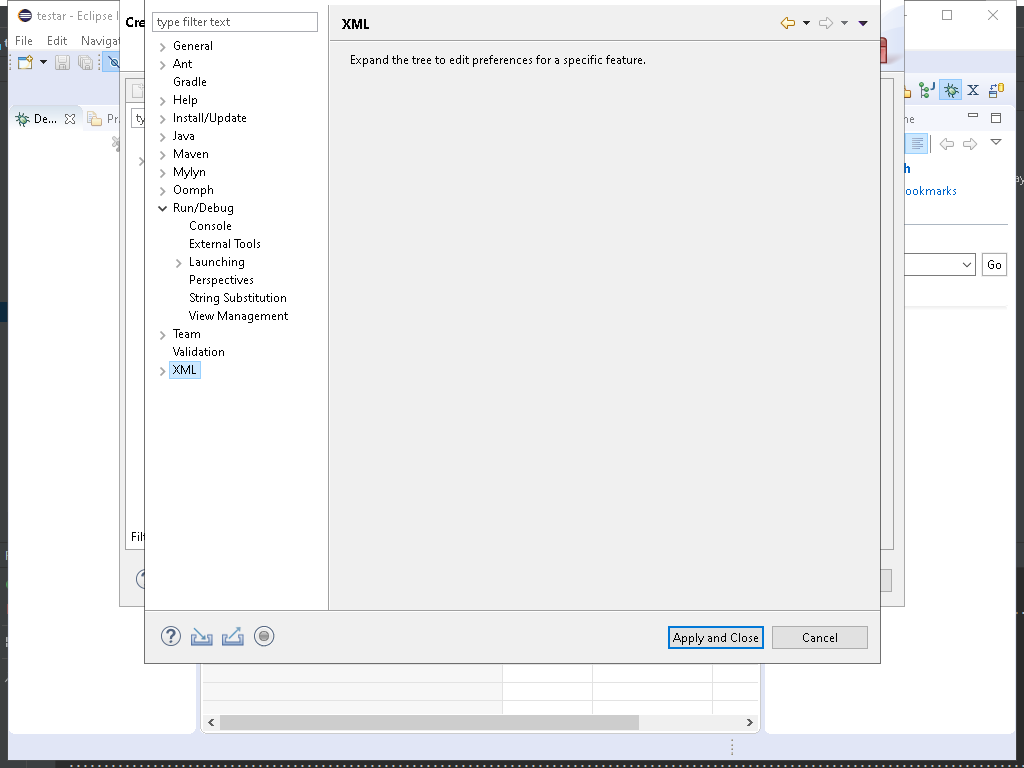 testar - Eclipse I
Cre
type filter text
XML
File Edit Navigat
General
Expand the tree to edit preferences for a specific feature.
Ant
Gradle
Help
Install/Update
Java
Maven
Mylyn
Oomph
Run/Debug
Console
External Tools
Launching
Perspectives
String Substitution
View Management
Team
Validation
XML
De...
Pr
ty
ne
h
ookmarks
ay
Go
Filt
Apply and Close
Cancel